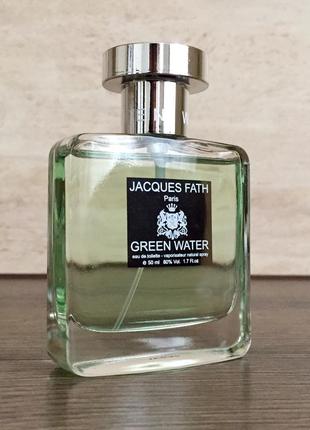 EN W
JACQUES FATH
Paris
GREEN WATER
eau de toilette - vaporisateur natural spray
e 50 ml 80% Vol. 1.7 Fl.oz